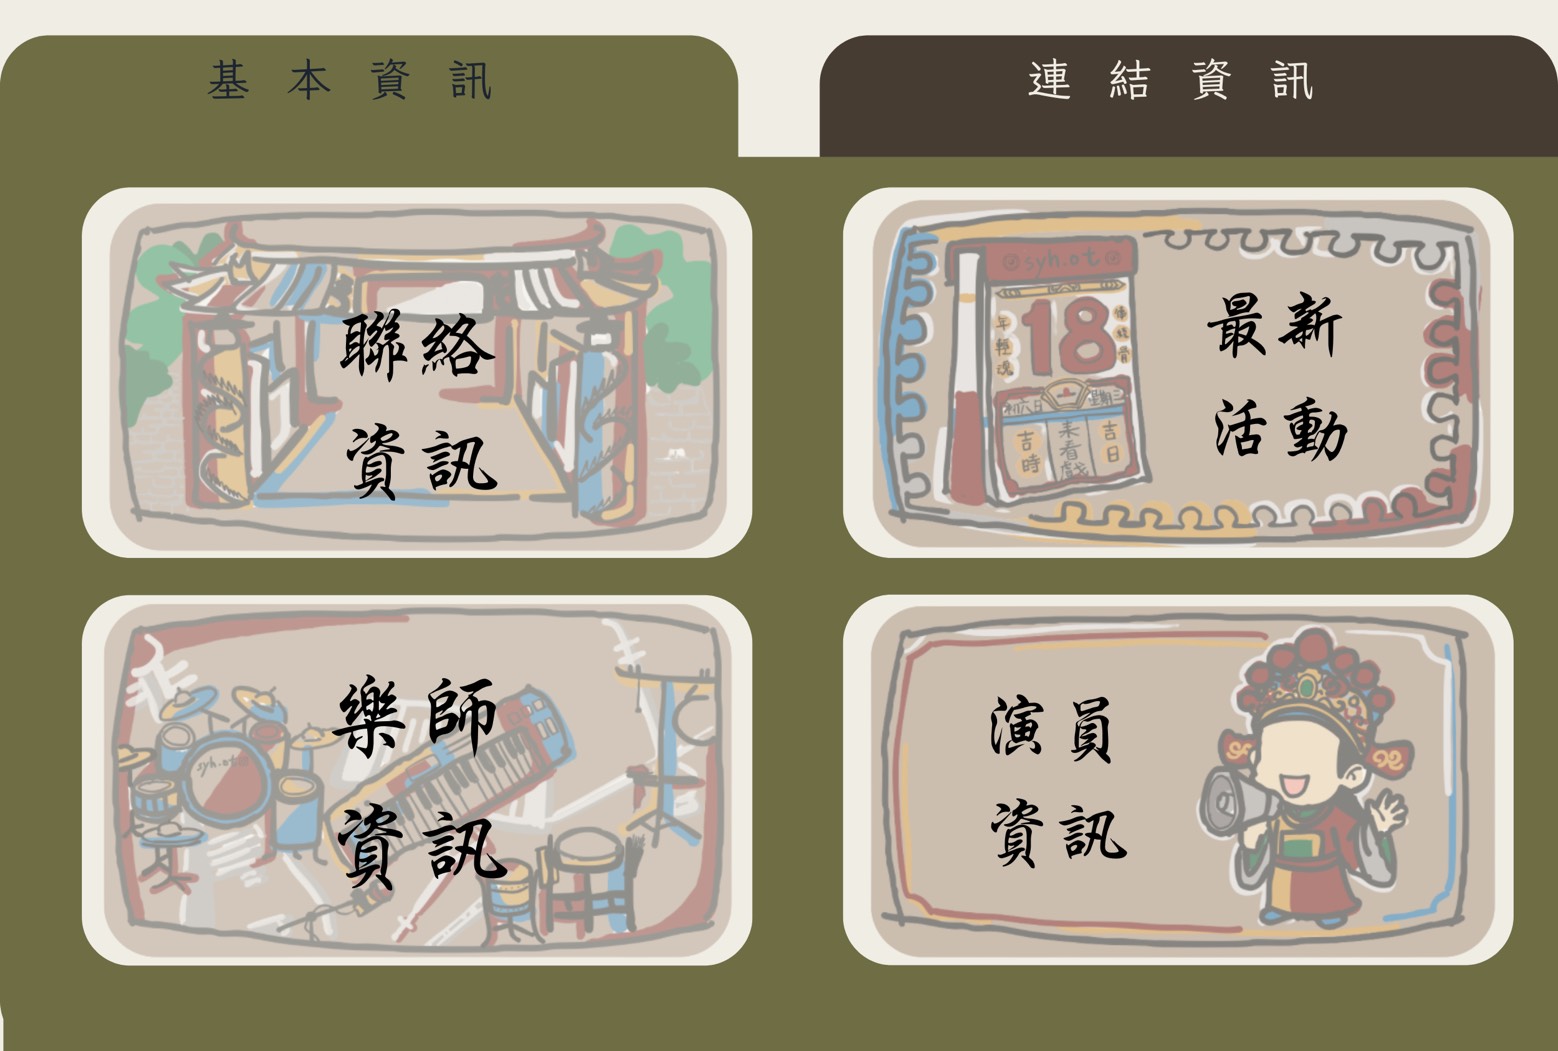 基本資訊
連結資訊
聯絡
資訊
syh.ot
18
年輕魂
傳統骨
初六日
星期三
吉時
來看戲
吉日
最新
活動
樂師
資訊
syh.ot
演員
資訊